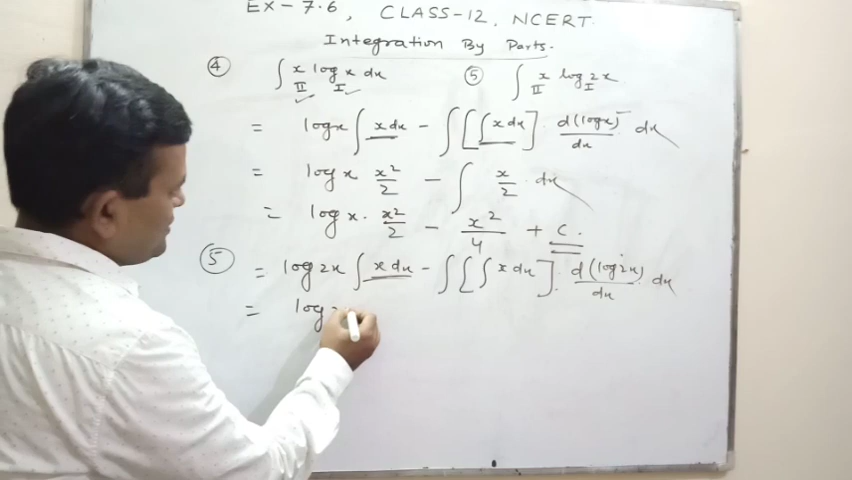 EX - 7.6, CLASS-12, NCERT.
Integration By Parts.
④ ∫ x log x dx ⑤ ∫ x log 2x
II I II I
= log x ∫ x dx - ∫ [ ∫ x dx ] . d(log x)/dx dx
= log x x²/2 - ∫ x/2 . dx
= log x . x²/2 - x²/4 + C.
⑤ = log 2x ∫ x dx - ∫ [ ∫ x dx ] . d(log 2x)/dx . dx
= log